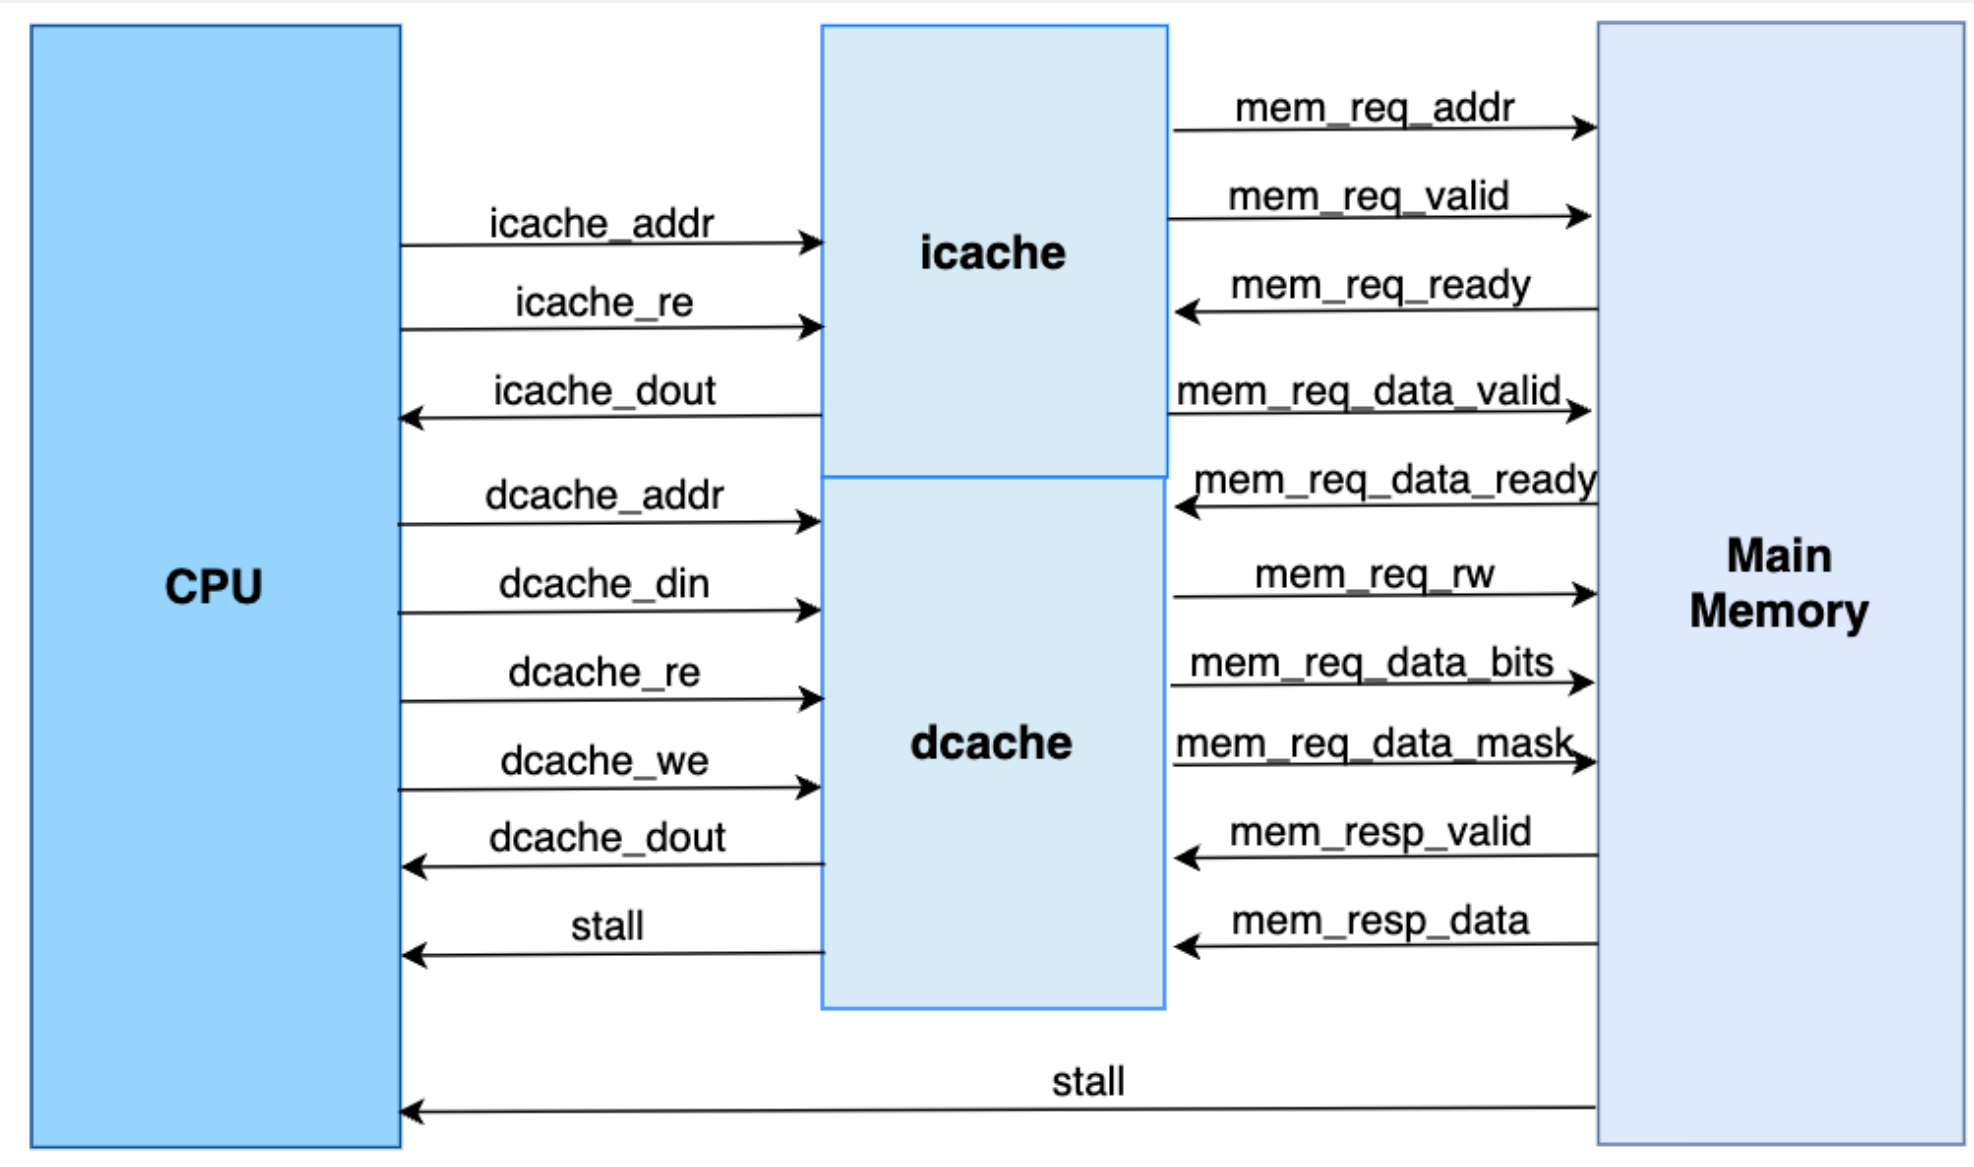 CPU
icache_addr
icache_re
icache_dout
dcache_addr
dcache_din
dcache_re
dcache_we
dcache_dout
stall
icache
dcache
mem_req_addr
mem_req_valid
mem_req_ready
mem_req_data_valid
mem_req_data_ready
mem_req_rw
mem_req_data_bits
mem_req_data_mask
mem_resp_valid
mem_resp_data
Main
Memory
stall